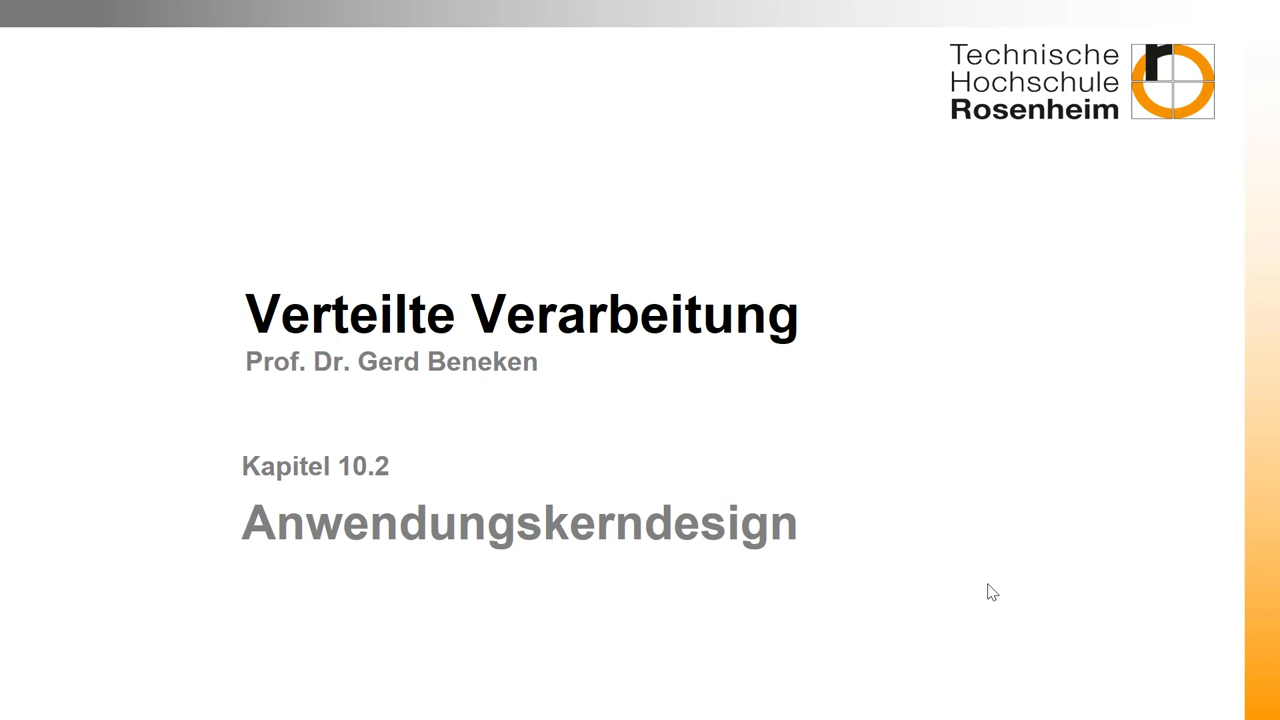 Technische
Hochschule
Rosenheim
Verteilte Verarbeitung
Prof. Dr. Gerd Beneken
Kapitel 10.2
Anwendungskerndesign